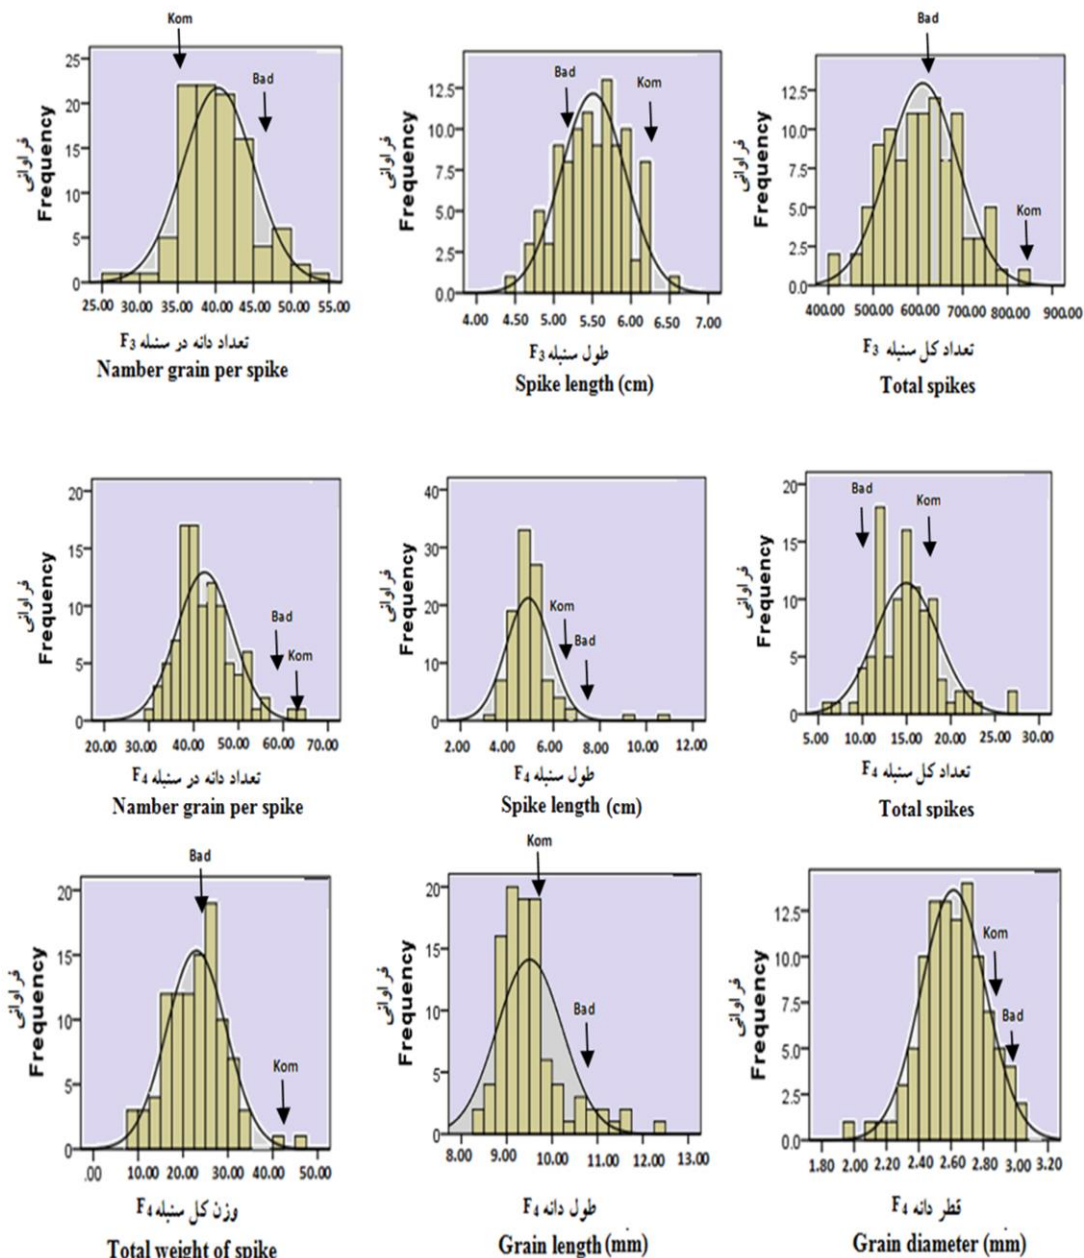 Kom
Bad
25
20
15
10
5
0
فراوانی
Frequency
25.00 30.00 35.00 40.00 45.00 50.00 55.00
تعداد دانه در سنبله F₃
Namber grain per spike
Bad
Kom
12.5
10.0
7.5
5.0
2.5
0.0
فراوانی
Frequency
4.00 4.50 5.00 5.50 6.00 6.50 7.00
طول سنبله F₃
Spike length (cm)
Bad
Kom
12.5
10.0
7.5
5.0
2.5
0.0
فراوانی
Frequency
400.00 500.00 600.00 700.00 800.00 900.00
تعداد کل سنبله F₃
Total spikes
Bad
Kom
20
15
10
5
0
فراوانی
Frequency
20.00 30.00 40.00 50.00 60.00 70.00
تعداد دانه در سنبله F₄
Namber grain per spike
Kom
Bad
40
30
20
10
0
فراوانی
Frequency
2.00 4.00 6.00 8.00 10.00 12.00
طول سنبله F₄
Spike length (cm)
Bad
Kom
20
15
10
5
0
فراوانی
Frequency
5.00 10.00 15.00 20.00 25.00 30.00
تعداد کل سنبله F₄
Total spikes
Bad
Kom
20
15
10
5
0
فراوانی
Frequency
.00 10.00 20.00 30.00 40.00 50.00
وزن کل سنبله F₄
Total weight of spike
Kom
Bad
20
15
10
5
0
فراوانی
Frequency
8.00 9.00 10.00 11.00 12.00 13.00
طول دانه F₄
Grain length (mm)
Kom
Bad
12.5
10.0
7.5
5.0
2.5
0.0
فراوانی
Frequency
1.80 2.00 2.20 2.40 2.60 2.80 3.00 3.20
قطر دانه F₄
Grain diameter (mm)